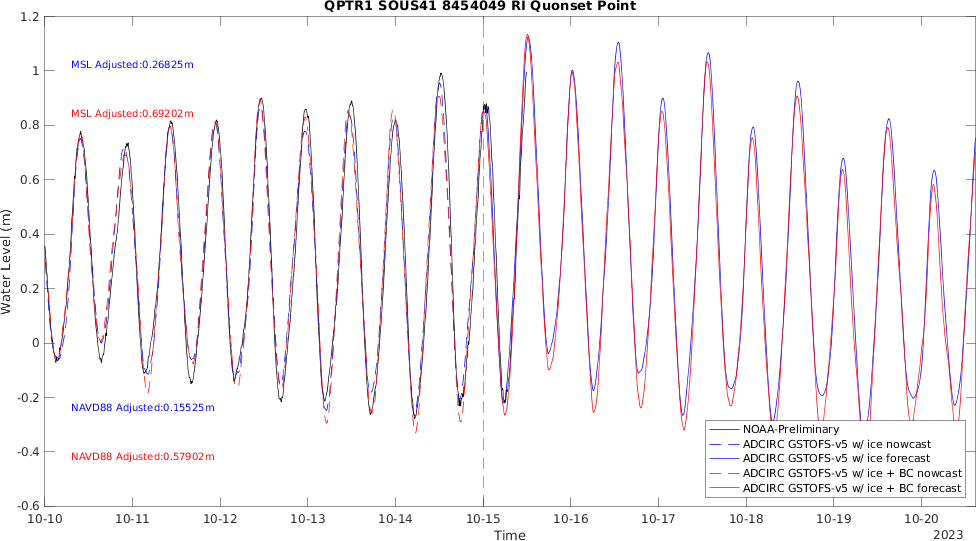 QPTR1 SOUS41 8454049 RI Quonset Point
1.2
1
0.8
0.6
0.4
0.2
0
-0.2
-0.4
-0.6
Water Level (m)
MSL Adjusted:0.26825m
MSL Adjusted:0.69202m
NAVD88 Adjusted:0.15525m
NAVD88 Adjusted:0.57902m
NOAA-Preliminary
ADCIRC GSTOFS-v5 w/ ice nowcast
ADCIRC GSTOFS-v5 w/ ice forecast
ADCIRC GSTOFS-v5 w/ ice + BC nowcast
ADCIRC GSTOFS-v5 w/ ice + BC forecast
10-10 10-11 10-12 10-13 10-14 10-15 10-16 10-17 10-18 10-19 10-20
Time
2023